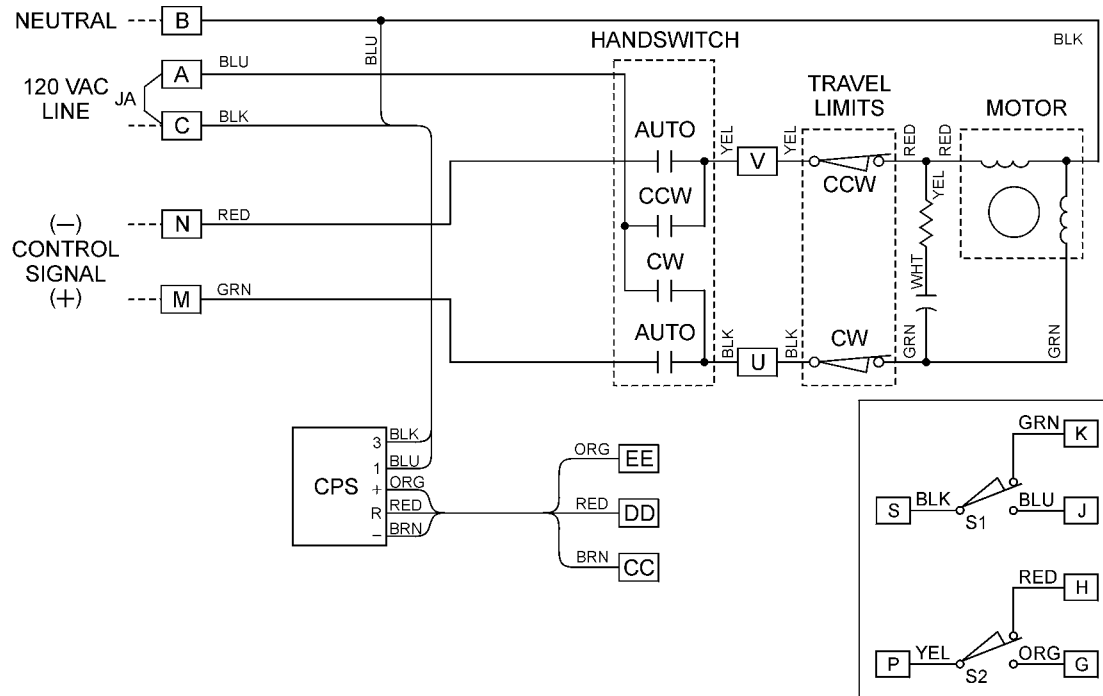 NEUTRAL
B
BLU
BLK
120 VAC
LINE
JA
A
BLU
C
BLK
HANDSWITCH
TRAVEL
LIMITS
MOTOR
AUTO
YEL
V
YEL
CCW
RED
RED
CCW
YEL
WHT
(–)
CONTROL
SIGNAL
(+)
N
RED
M
GRN
CW
AUTO
BLK
U
BLK
CW
GRN
GRN
CPS
3
BLK
1
BLU
+
ORG
R
RED
–
BRN
ORG
EE
RED
DD
BRN
CC
GRN
K
S
BLK
S1
BLU
J
RED
H
P
YEL
S2
ORG
G